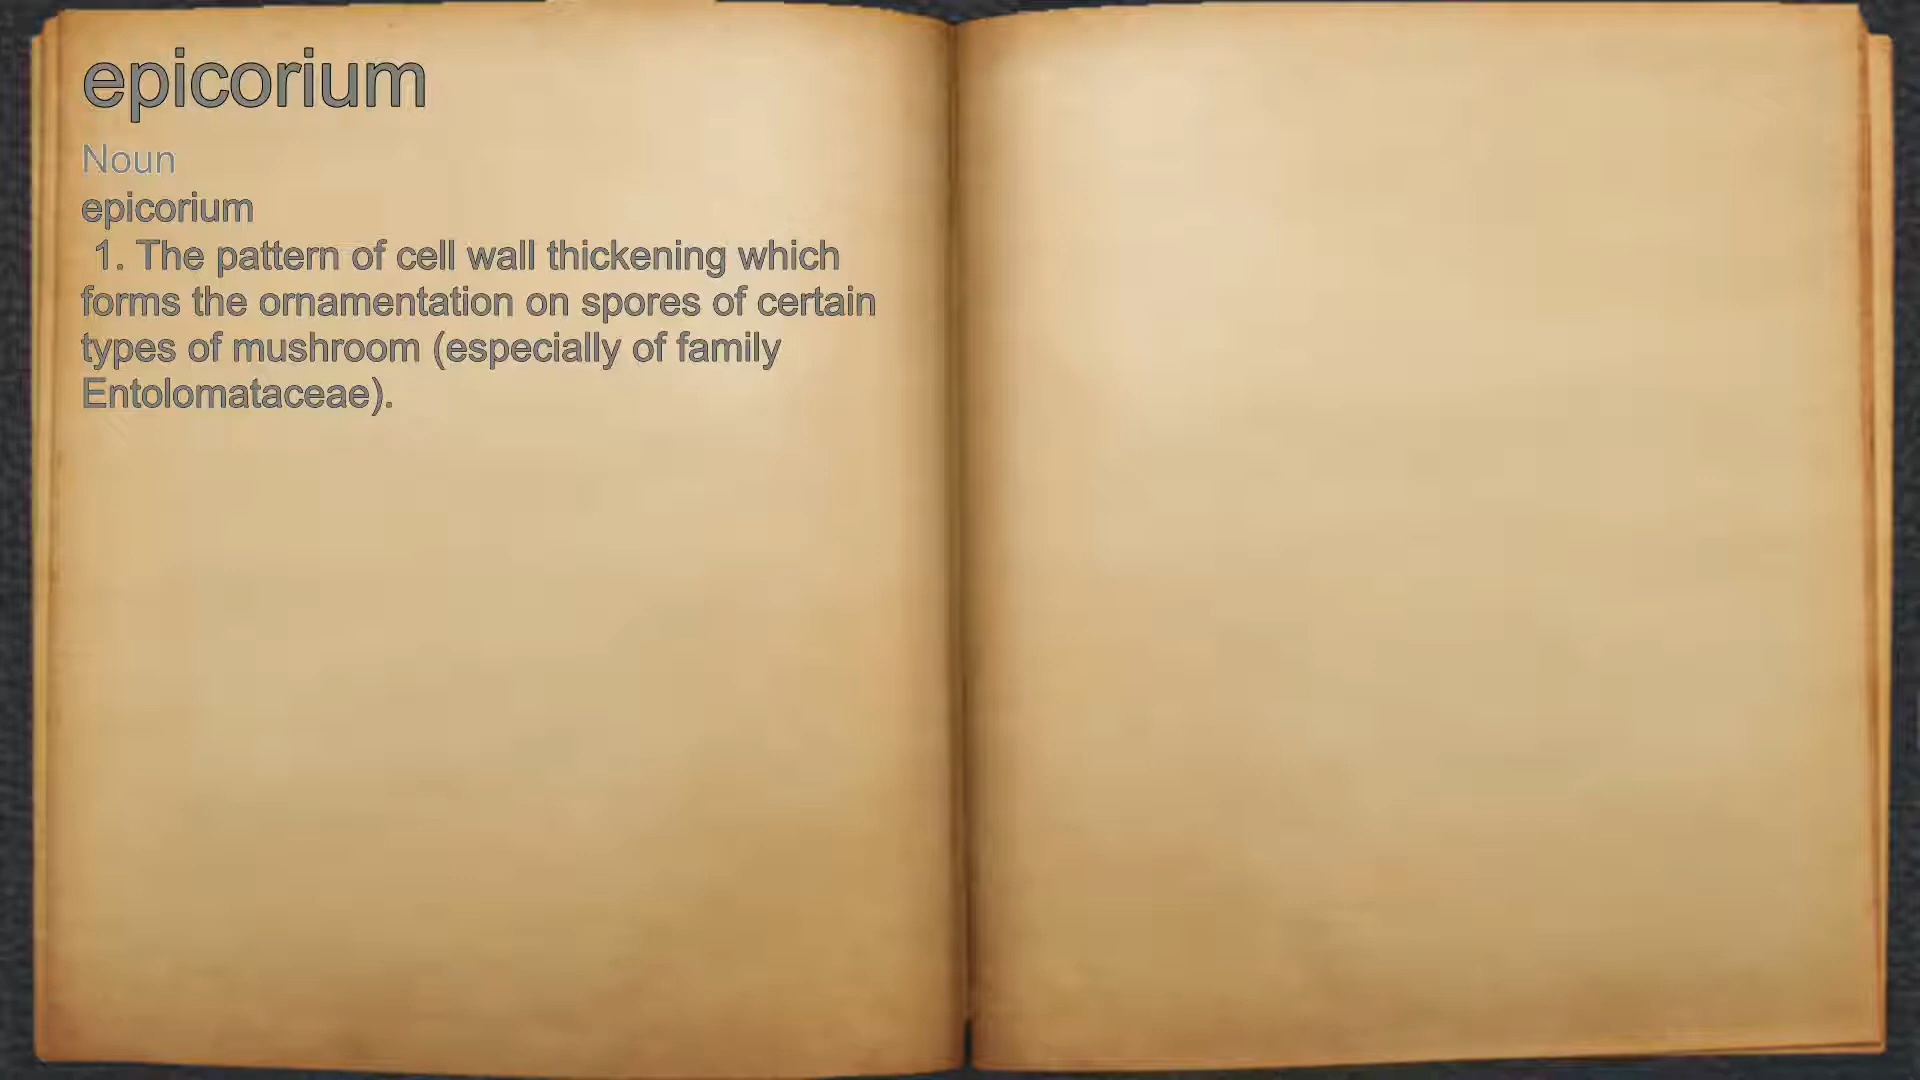 epicorium
Noun
epicorium
1. The pattern of cell wall thickening which
forms the ornamentation on spores of certain
types of mushroom (especially of family
Entolomataceae).